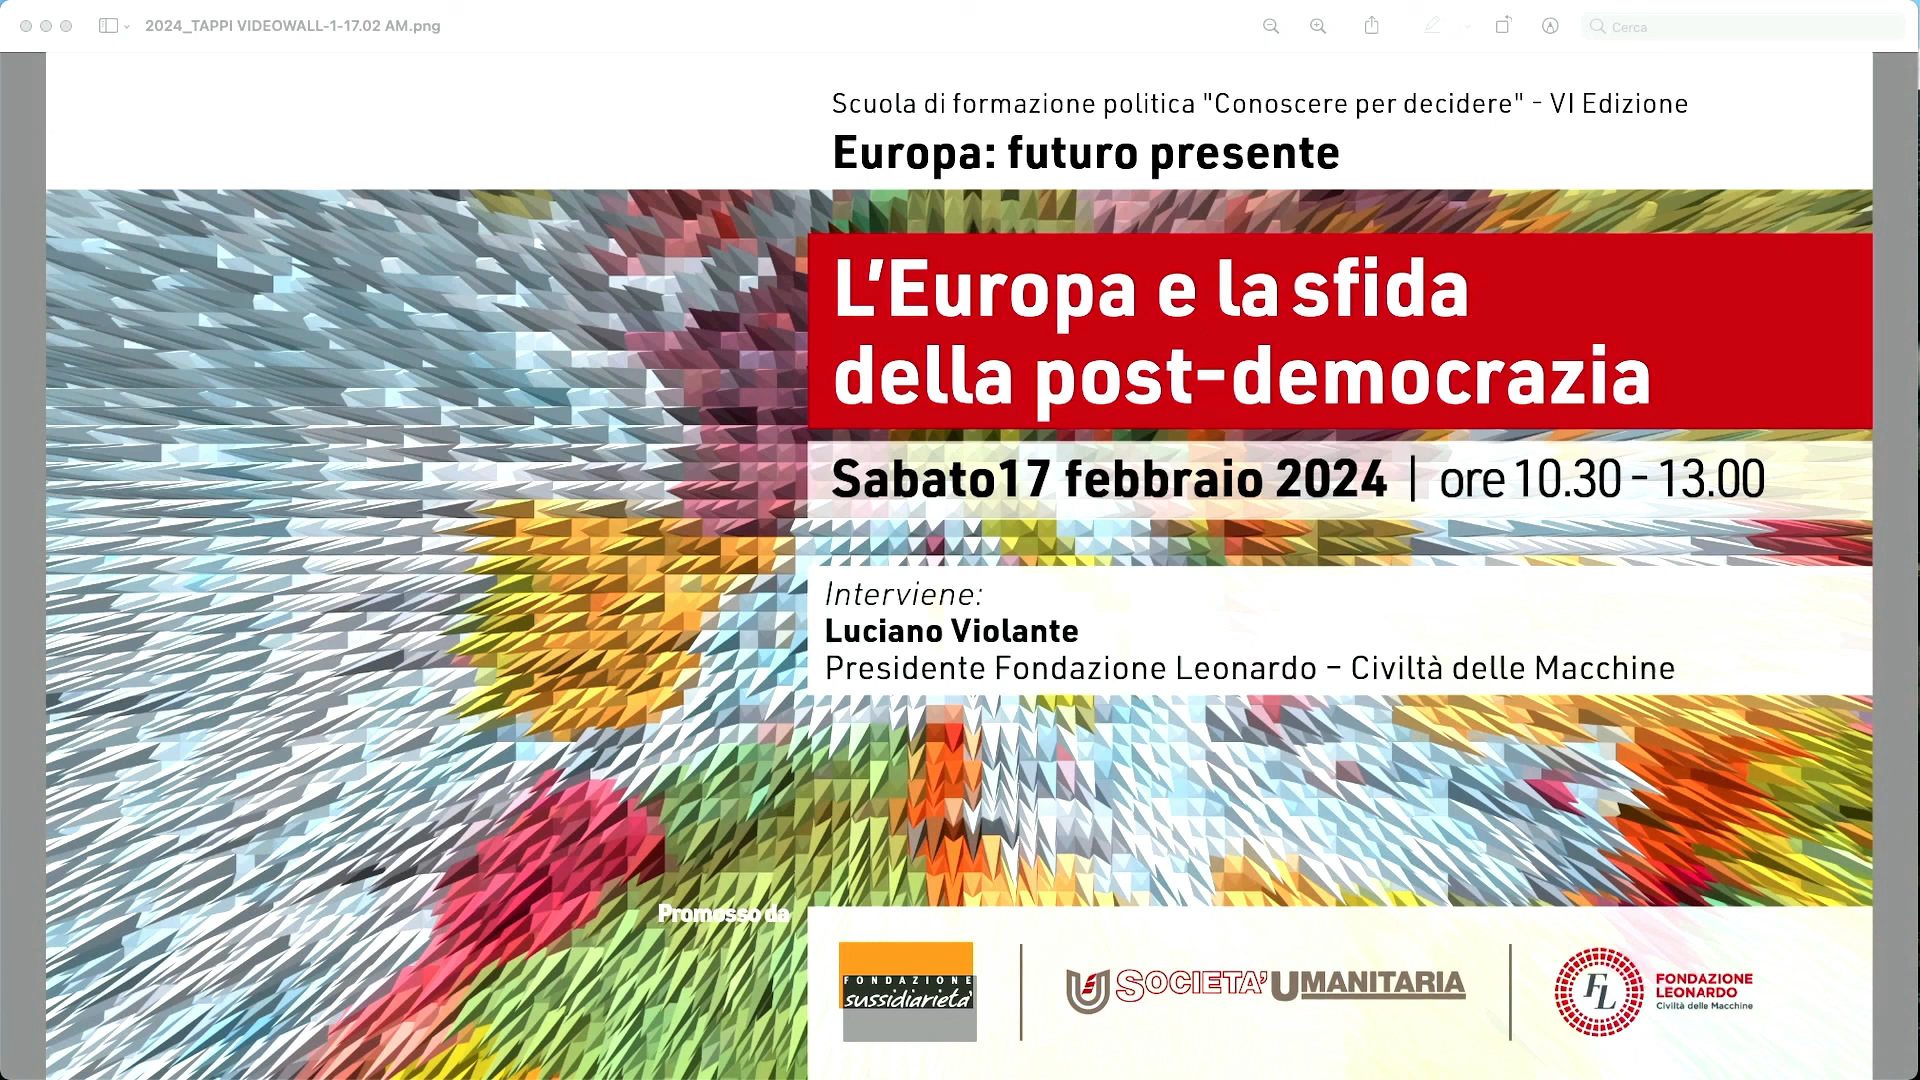 2024_TAPPI VIDEOWALL-1-17.02 AM.png
Cerca
Scuola di formazione politica "Conoscere per decidere" - VI Edizione
Europa: futuro presente
L'Europa e la sfida
della post-democrazia
Sabato17 febbraio 2024 | ore 10.30 - 13.00
Interviene:
Luciano Violante
Presidente Fondazione Leonardo – Civiltà delle Macchine
Promosso da
FONDAZIONE
sussidiarietà
U SOCIETA' UMANITARIA
FL
FONDAZIONE
LEONARDO
Civiltà delle Macchine